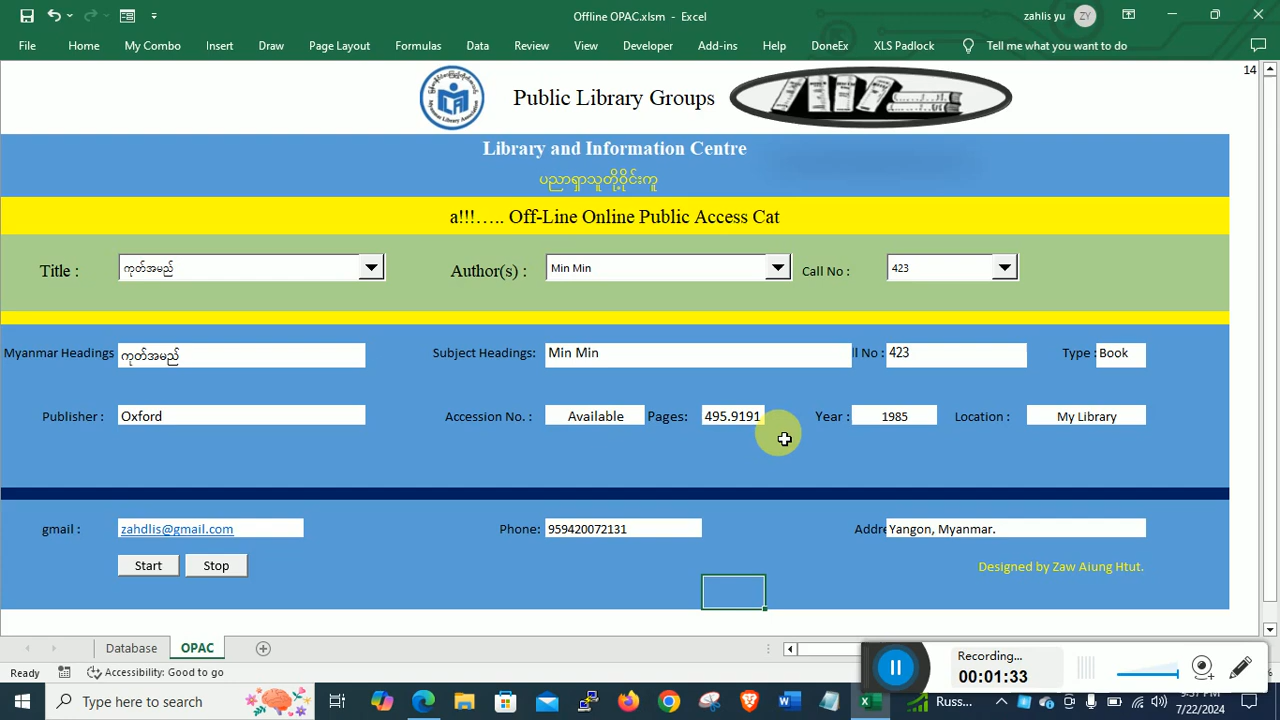 Offline OPAC.xlsm - Excel
zahlis yu
ZY
File Home My Combo Insert Draw Page Layout Formulas Data Review View Developer Add-ins Help DoneEx XLS Padlock Tell me what you want to do
14
Public Library Groups
Library and Information Centre
ပညာရှာသူတို့ဝိုင်းကူ
a!!!….. Off-Line Online Public Access Cat
Title : ကုတ်အမည် Author(s) : Min Min Call No : 423
Myanmar Headings ကုတ်အမည် Subject Headings: Min Min ll No : 423 Type : Book
Publisher : Oxford Accession No. : Available Pages: 495.9191 Year : 1985 Location : My Library
gmail : zahdlis@gmail.com Phone: 959420072131 Addre Yangon, Myanmar.
Start Stop Designed by Zaw Aiung Htut.
Database OPAC
Ready Accessibility: Good to go
Recording...
00:01:33
Type here to search
Russ...
9:37 PM
7/22/2024